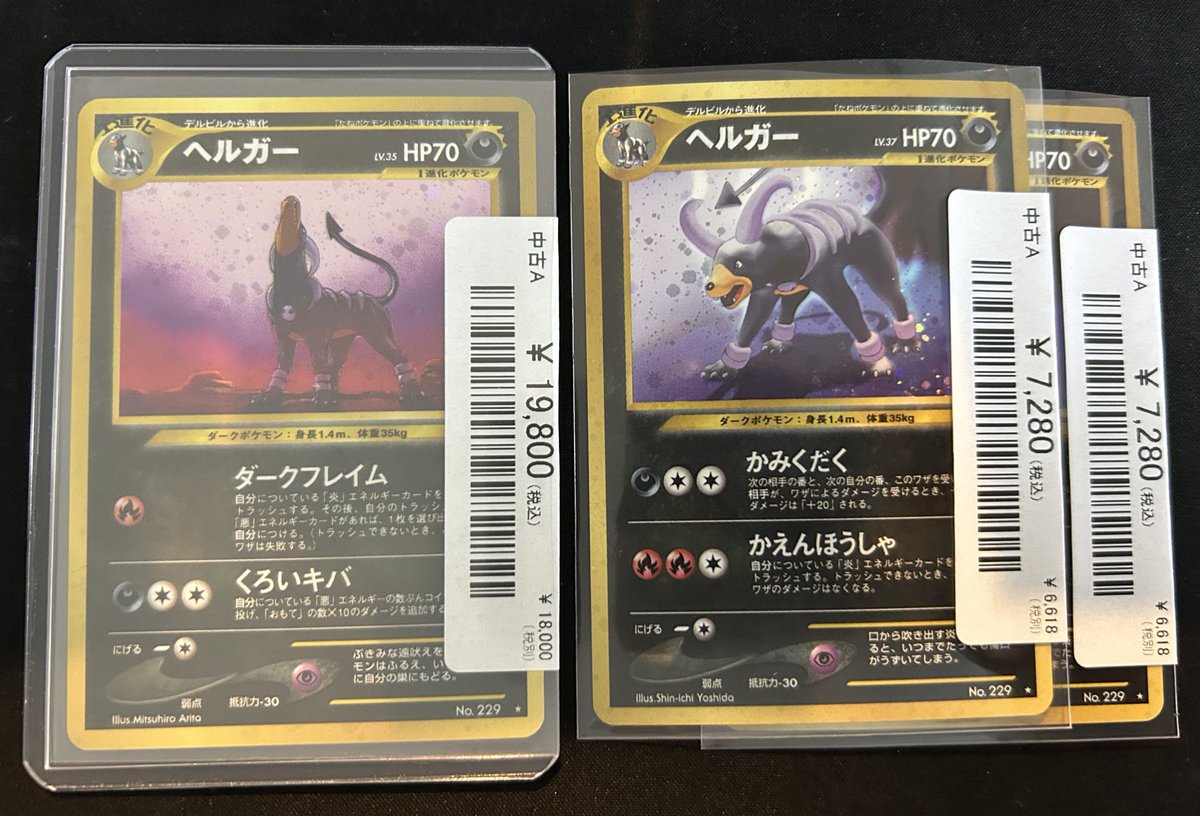 進化
デルビルから進化
「たねポケモン」の上に重ねて進化させます
ヘルガー
LV.35 HP70
1進化ポケモン
ダークポケモン：身長1.4m、体重35kg
ダークフレイム
自分についている「炎」エネルギーカードを
トラッシュする。その後、自分のトラッシ
「悪」エネルギーカードがあれば、1枚を選び出
自分につける。（トラッシュできないとき、
ワザは失敗する。）
くろいキバ
自分についている「悪」エネルギーの数ぶんコイ
投げ、「おもて」の数×10のダメージを追加する
にげる
ぶきみな遠吠えを
モンはふるえ、い
に自分の巣にもどる。
弱点
抵抗力-30
Illus.Mitsuhiro Arita
No. 229
中古A
¥ 19,800（税込）
¥ 18,000（税別）
進化
デルビルから進化
「たねポケモン」の上に重ねて進化させます
ヘルガー
LV.37 HP70
1進化ポケモン
ダークポケモン：身長1.4m、体重35kg
かみくだく
次の相手の番と、次の自分の番、このワザを受
相手が、ワザによるダメージを受けるとき、
ダメージは「＋20」される。
かえんほうしゃ
自分についている「炎」エネルギーカード
トラッシュする。トラッシュできないとき、
ワザのダメージはなくなる。
にげる
口から吹き出す炎
ると、いつまでたっ
がうずいてしまう。
弱点
抵抗力-30
Illus.Shin-ichi Yoshida
No. 229
中古A
¥ 7,280（税込）
¥ 6,618（税別）
HP70
1進化ポケモン
中古A
¥ 7,280（税込）
¥ 6,618（税別）
No. 229